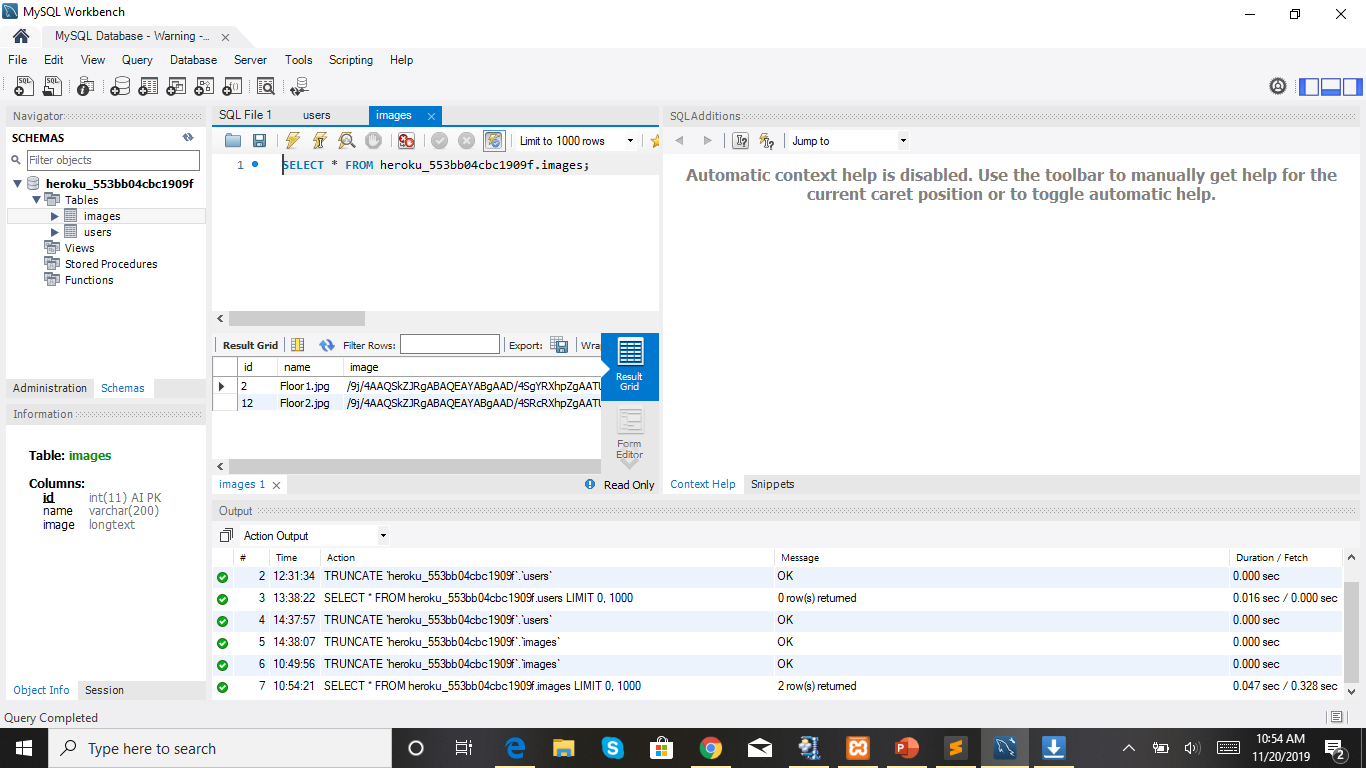 MySQL Workbench
MySQL Database - Warning -...
File Edit View Query Database Server Tools Scripting Help
Navigator
SCHEMAS
Filter objects
heroku_553bb04cbc1909f
Tables
images
users
Views
Stored Procedures
Functions
Administration Schemas
Information
Table: images
Columns:
id int(11) AI PK
name varchar(200)
image longtext
Object Info Session
SQL File 1 users images
Limit to 1000 rows
1 SELECT * FROM heroku_553bb04cbc1909f.images;
Result Grid Filter Rows: Export: Wra
id name image
2 Floor1.jpg /9j/4AAQSkZJRgABAQEAYABgAAD/4SgYRXhpZgAATU
12 Floor2.jpg /9j/4AAQSkZJRgABAQEAYABgAAD/4SRcRXhpZgAATU
Result
Grid
Form
Editor
images 1 Read Only
SQLAdditions
Jump to
Automatic context help is disabled. Use the toolbar to manually get help for the
current caret position or to toggle automatic help.
Context Help Snippets
Output
Action Output
# Time Action Message Duration / Fetch
2 12:31:34 TRUNCATE `heroku_553bb04cbc1909f`.`users` OK 0.000 sec
3 13:38:22 SELECT * FROM heroku_553bb04cbc1909f.users LIMIT 0, 1000 0 row(s) returned 0.016 sec / 0.000 sec
4 14:37:57 TRUNCATE `heroku_553bb04cbc1909f`.`users` OK 0.000 sec
5 14:38:07 TRUNCATE `heroku_553bb04cbc1909f`.`images` OK 0.000 sec
6 10:49:56 TRUNCATE `heroku_553bb04cbc1909f`.`images` OK 0.000 sec
7 10:54:21 SELECT * FROM heroku_553bb04cbc1909f.images LIMIT 0, 1000 2 row(s) returned 0.047 sec / 0.328 sec
Query Completed
Type here to search
10:54 AM
11/20/2019
2